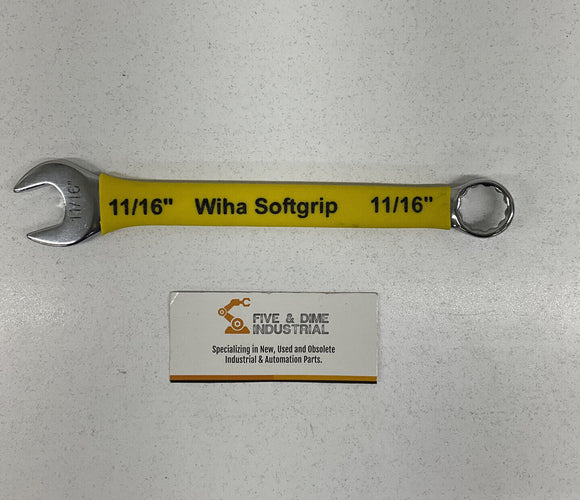 11/16"
11/16" Wiha Softgrip 11/16"
FIVE & DIME
INDUSTRIAL
Specializing in New, Used and Obsolete
Industrial & Automation Parts.